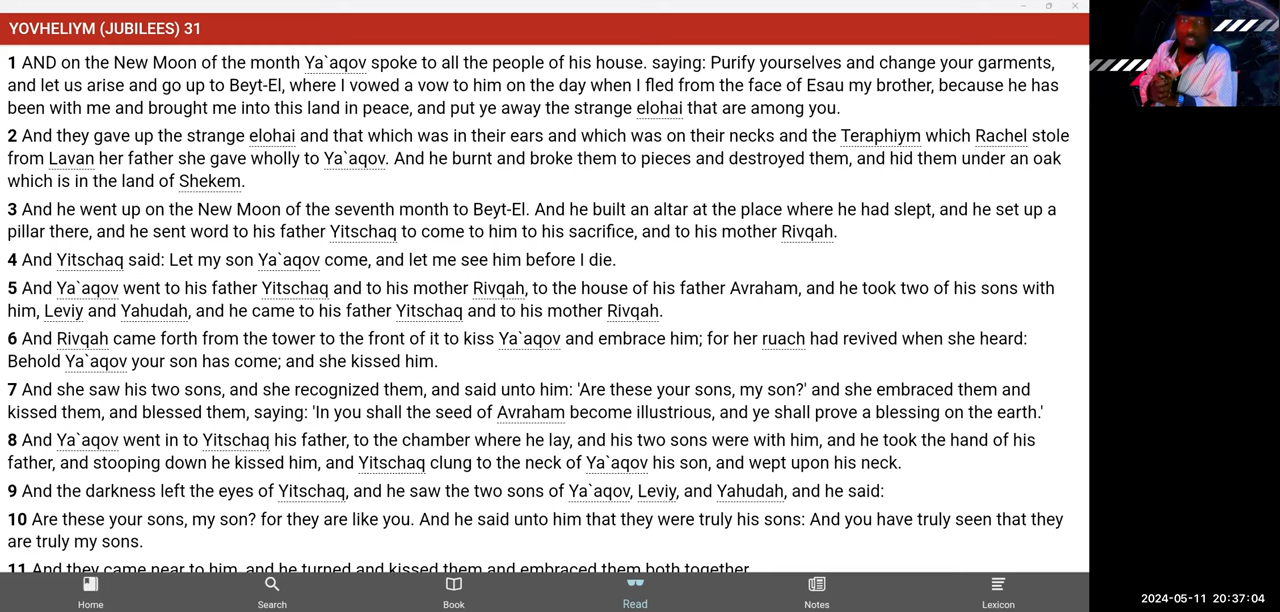 YOVHELIYM (JUBILEES) 31
1 AND on the New Moon of the month Ya`aqov spoke to all the people of his house. saying: Purify yourselves and change your garments,
and let us arise and go up to Beyt-El, where I vowed a vow to him on the day when I fled from the face of Esau my brother, because he has
been with me and brought me into this land in peace, and put ye away the strange elohai that are among you.
2 And they gave up the strange elohai and that which was in their ears and which was on their necks and the Teraphiym which Rachel stole
from Lavan her father she gave wholly to Ya`aqov. And he burnt and broke them to pieces and destroyed them, and hid them under an oak
which is in the land of Shekem.
3 And he went up on the New Moon of the seventh month to Beyt-El. And he built an altar at the place where he had slept, and he set up a
pillar there, and he sent word to his father Yitschaq to come to him to his sacrifice, and to his mother Rivqah.
4 And Yitschaq said: Let my son Ya`aqov come, and let me see him before I die.
5 And Ya`aqov went to his father Yitschaq and to his mother Rivqah, to the house of his father Avraham, and he took two of his sons with
him, Leviy and Yahudah, and he came to his father Yitschaq and to his mother Rivqah.
6 And Rivqah came forth from the tower to the front of it to kiss Ya`aqov and embrace him; for her ruach had revived when she heard:
Behold Ya`aqov your son has come; and she kissed him.
7 And she saw his two sons, and she recognized them, and said unto him: 'Are these your sons, my son?' and she embraced them and
kissed them, and blessed them, saying: 'In you shall the seed of Avraham become illustrious, and ye shall prove a blessing on the earth.'
8 And Ya`aqov went in to Yitschaq his father, to the chamber where he lay, and his two sons were with him, and he took the hand of his
father, and stooping down he kissed him, and Yitschaq clung to the neck of Ya`aqov his son, and wept upon his neck.
9 And the darkness left the eyes of Yitschaq, and he saw the two sons of Ya`aqov, Leviy, and Yahudah, and he said:
10 Are these your sons, my son? for they are like you. And he said unto him that they were truly his sons: And you have truly seen that they
are truly my sons.
11 And they came near to him, and he turned and kissed them and embraced them both together.
Home
Search
Book
Read
Notes
Lexicon
2024-05-11 20:37:04